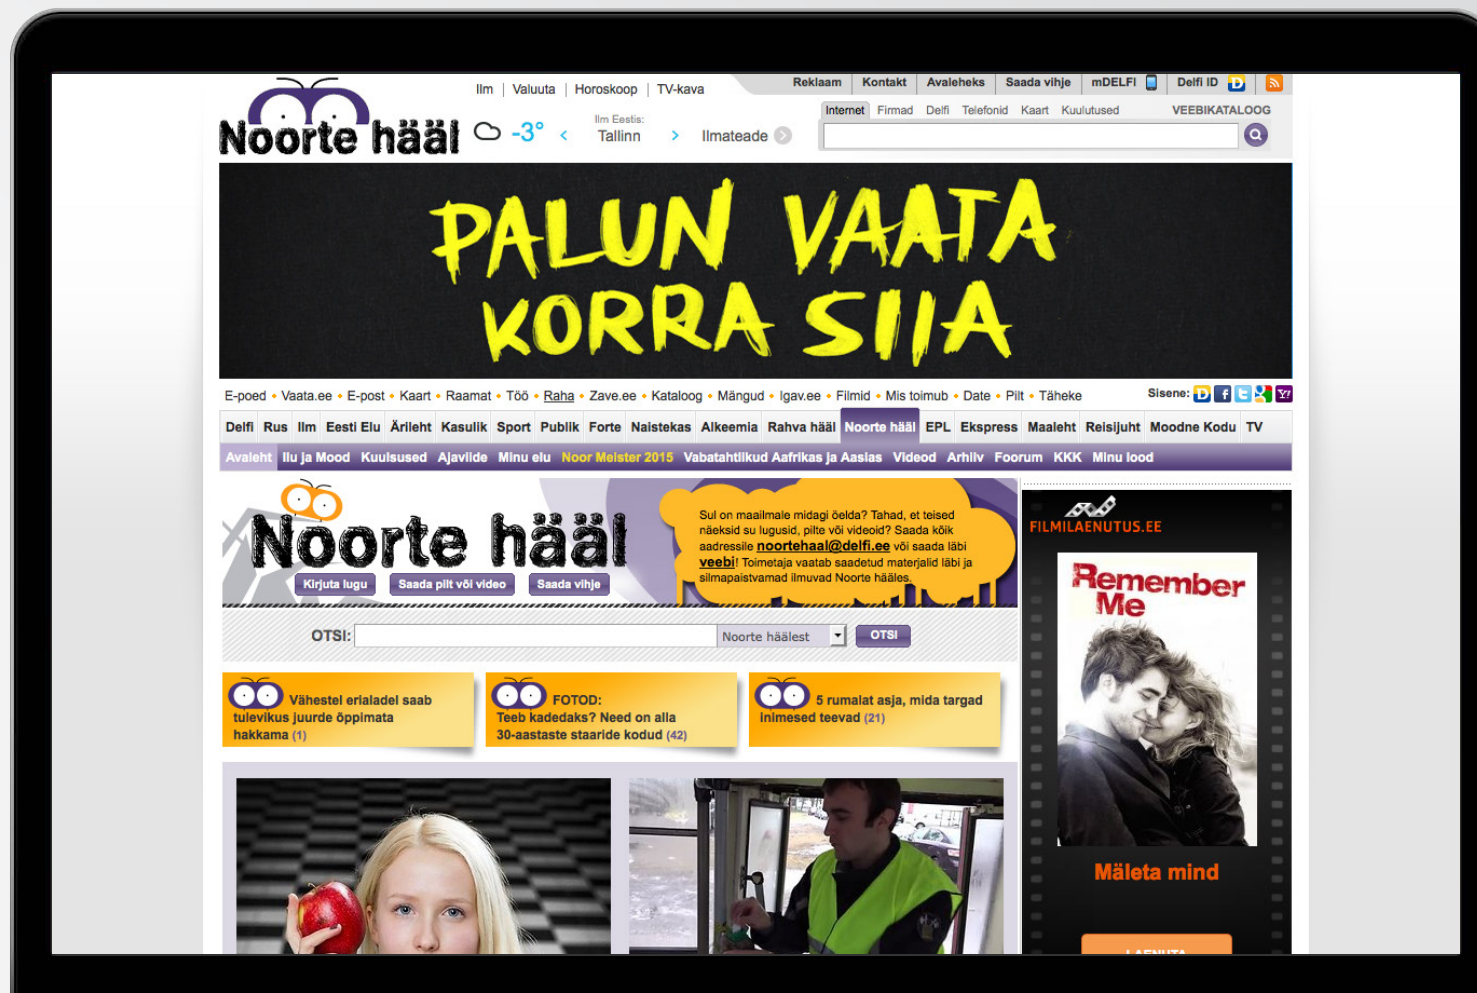 Ilm | Valuuta | Horoskoop | TV-kava
Reklaam Kontakt Avaleheks Saada vihje mDELFI Delfi ID D
Noorte hääl
-3° < Ilm Eestis: Tallinn > Ilmateade
Internet Firmad Delfi Telefonid Kaart Kuulutused VEEBIKATALOOG
PALUN VAATA
KORRA SIIA
E-poed • Vaata.ee • E-post • Kaart • Raamat • Töö • Raha • Zave.ee • Kataloog • Mängud • Igav.ee • Filmid • Mis toimub • Date • Pilt • Täheke
Sisene: D f t Y!
Delfi Rus Ilm Eesti Elu Ärileht Kasulik Sport Publik Forte Naistekas Alkeemia Rahva hääl Noorte hääl EPL Ekspress Maaleht Reisijuht Moodne Kodu TV
Avaleht Ilu ja Mood Kuulsused Ajaviide Minu elu Noor Meister 2015 Vabatahtlikud Aafrikas ja Aasias Videod Arhiiv Foorum KKK Minu lood
Noorte hääl
Kirjuta lugu Saada pilt või video Saada vihje
Sul on maailmale midagi öelda? Tahad, et teised
näeksid su lugusid, pilte või videoid? Saada kõik
aadressile noortehaal@delfi.ee või saada läbi
veebi! Toimetaja vaatab saadetud materjalid läbi ja
silmapaistvamad ilmuvad Noorte hääles.
OTSI: Noorte häälest OTSI
Vähestel erialadel saab
tulevikus juurde õppimata
hakkama (1)
FOTOD:
Teeb kadedaks? Need on alla
30-aastaste staaride kodud (42)
5 rumalat asja, mida targad
inimesed teevad (21)
FILMILAENUTUS.EE
Remember
Me
Mäleta mind
LAENUTA